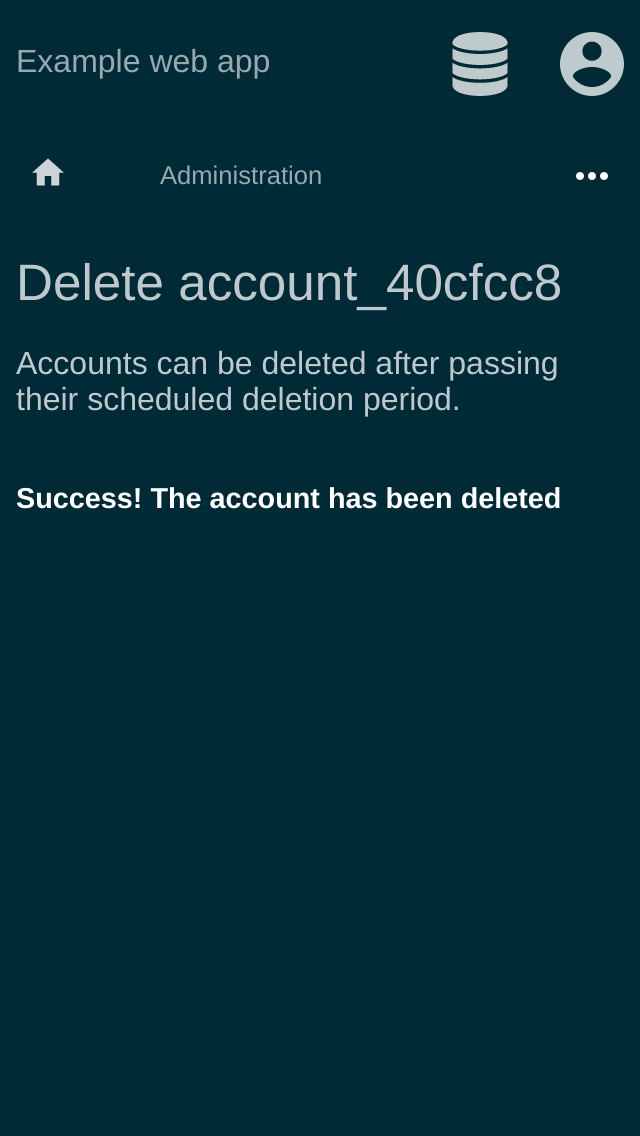 Example web app
Administration
Delete account_40cfcc8
Accounts can be deleted after passing
their scheduled deletion period.
Success! The account has been deleted